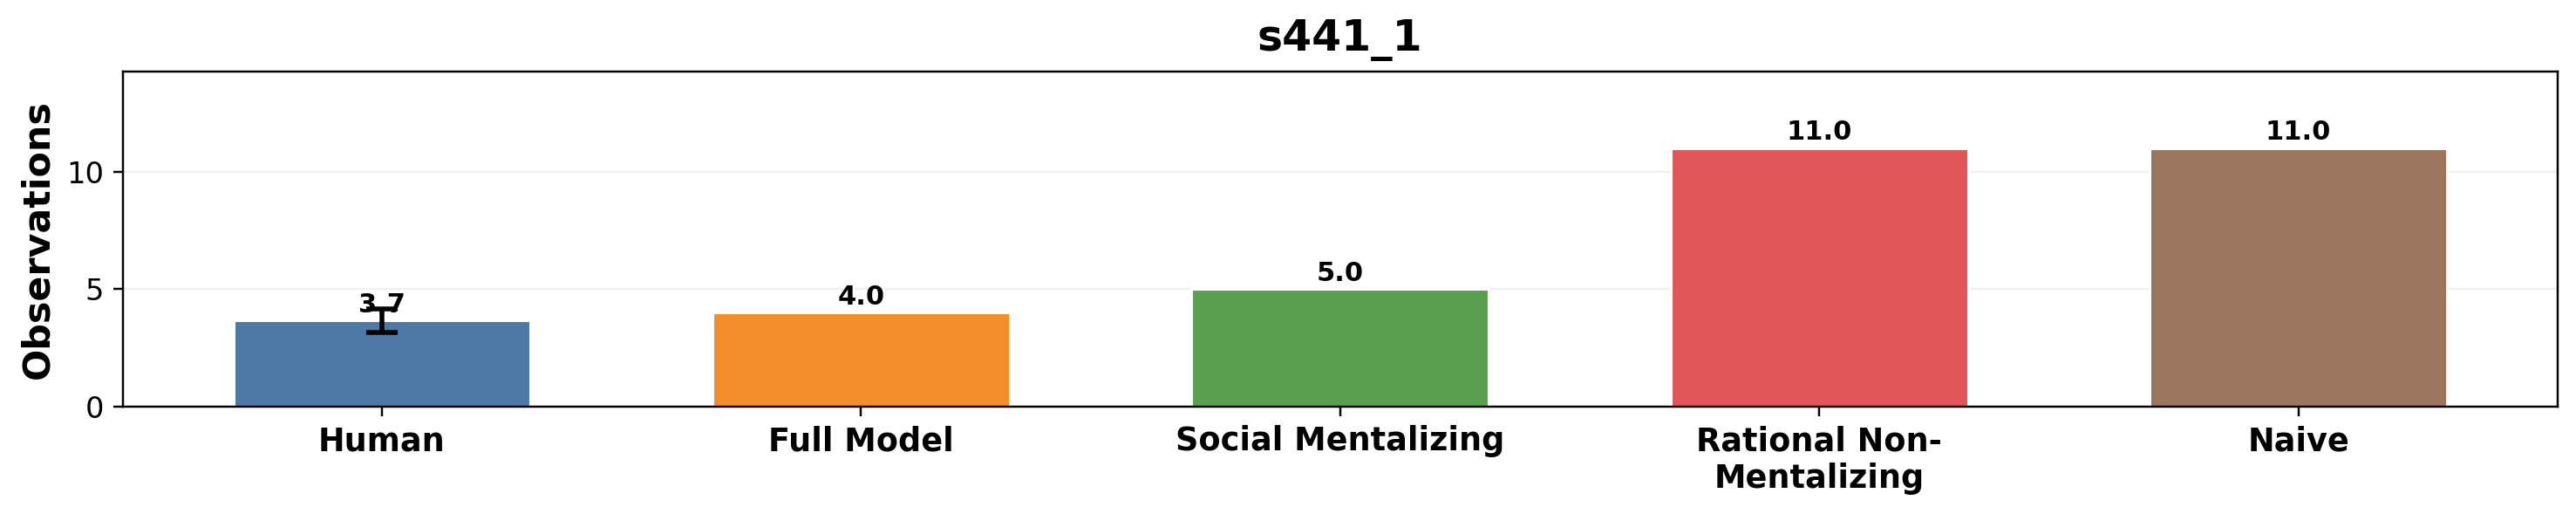 s441_1
Observations
10
5
0
3.7
4.0
5.0
11.0
11.0
Human
Full Model
Social Mentalizing
Rational Non-
Mentalizing
Naive